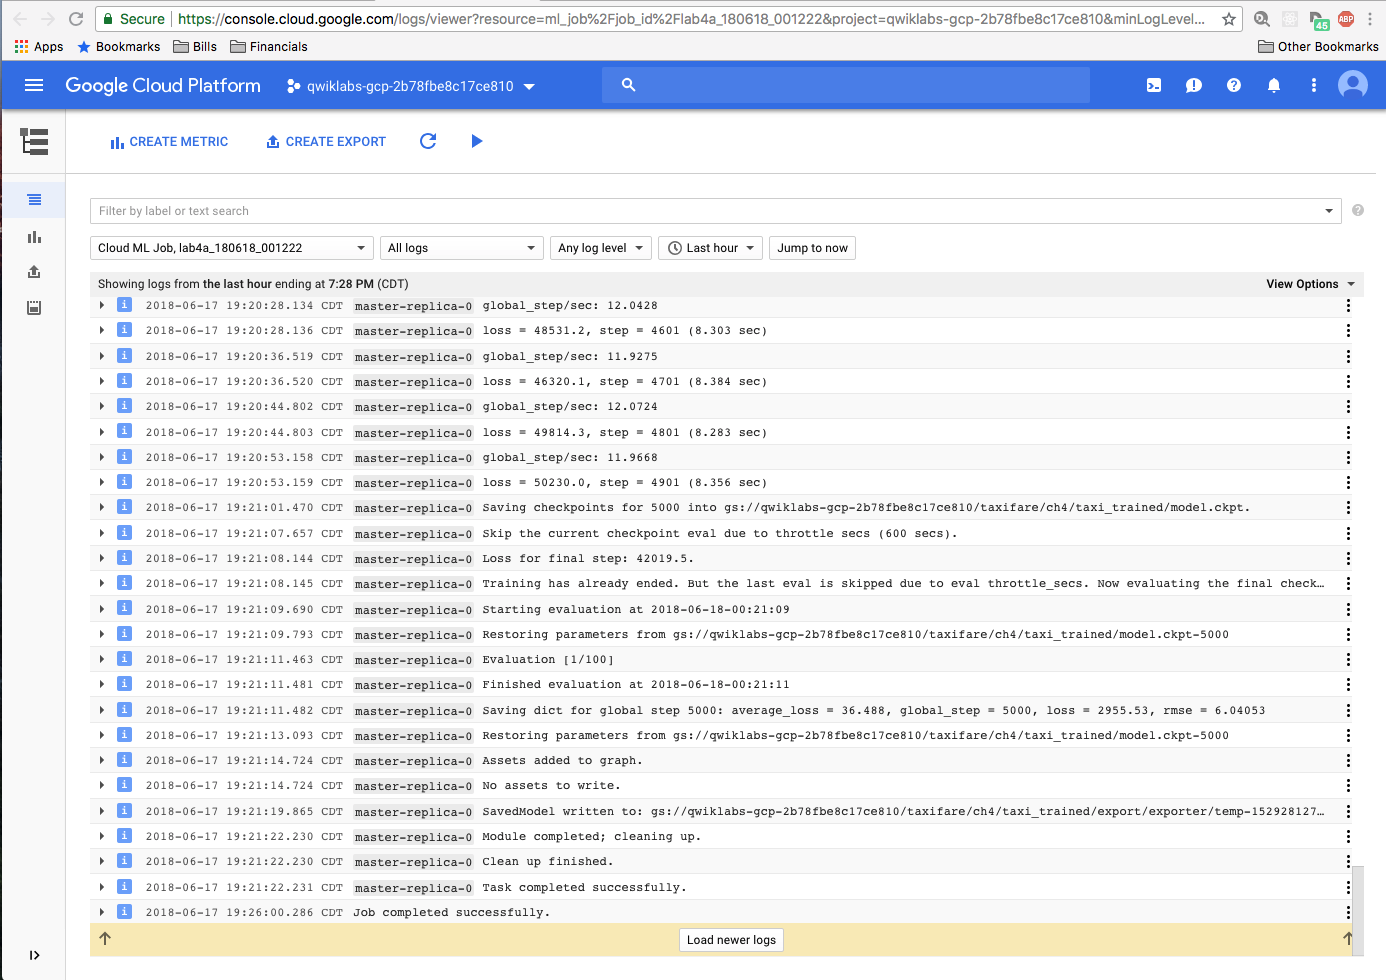 Secure https://console.cloud.google.com/logs/viewer?resource=ml_job%2Fjob_id%2Flab4a_180618_001222&project=qwiklabs-gcp-2b78fbe8c17ce810&minLogLevel... 45 ABP
Apps Bookmarks Bills Financials Other Bookmarks
Google Cloud Platform qwiklabs-gcp-2b78fbe8c17ce810
CREATE METRIC CREATE EXPORT
Filter by label or text search
Cloud ML Job, lab4a_180618_001222 All logs Any log level Last hour Jump to now
Showing logs from the last hour ending at 7:28 PM (CDT) View Options
i 2018-06-17 19:20:28.134 CDT master-replica-0 global_step/sec: 12.0428
i 2018-06-17 19:20:28.136 CDT master-replica-0 loss = 48531.2, step = 4601 (8.303 sec)
i 2018-06-17 19:20:36.519 CDT master-replica-0 global_step/sec: 11.9275
i 2018-06-17 19:20:36.520 CDT master-replica-0 loss = 46320.1, step = 4701 (8.384 sec)
i 2018-06-17 19:20:44.802 CDT master-replica-0 global_step/sec: 12.0724
i 2018-06-17 19:20:44.803 CDT master-replica-0 loss = 49814.3, step = 4801 (8.283 sec)
i 2018-06-17 19:20:53.158 CDT master-replica-0 global_step/sec: 11.9668
i 2018-06-17 19:20:53.159 CDT master-replica-0 loss = 50230.0, step = 4901 (8.356 sec)
i 2018-06-17 19:21:01.470 CDT master-replica-0 Saving checkpoints for 5000 into gs://qwiklabs-gcp-2b78fbe8c17ce810/taxifare/ch4/taxi_trained/model.ckpt.
i 2018-06-17 19:21:07.657 CDT master-replica-0 Skip the current checkpoint eval due to throttle secs (600 secs).
i 2018-06-17 19:21:08.144 CDT master-replica-0 Loss for final step: 42019.5.
i 2018-06-17 19:21:08.145 CDT master-replica-0 Training has already ended. But the last eval is skipped due to eval throttle_secs. Now evaluating the final check…
i 2018-06-17 19:21:09.690 CDT master-replica-0 Starting evaluation at 2018-06-18-00:21:09
i 2018-06-17 19:21:09.793 CDT master-replica-0 Restoring parameters from gs://qwiklabs-gcp-2b78fbe8c17ce810/taxifare/ch4/taxi_trained/model.ckpt-5000
i 2018-06-17 19:21:11.463 CDT master-replica-0 Evaluation [1/100]
i 2018-06-17 19:21:11.481 CDT master-replica-0 Finished evaluation at 2018-06-18-00:21:11
i 2018-06-17 19:21:11.482 CDT master-replica-0 Saving dict for global step 5000: average_loss = 36.488, global_step = 5000, loss = 2955.53, rmse = 6.04053
i 2018-06-17 19:21:13.093 CDT master-replica-0 Restoring parameters from gs://qwiklabs-gcp-2b78fbe8c17ce810/taxifare/ch4/taxi_trained/model.ckpt-5000
i 2018-06-17 19:21:14.724 CDT master-replica-0 Assets added to graph.
i 2018-06-17 19:21:14.724 CDT master-replica-0 No assets to write.
i 2018-06-17 19:21:19.865 CDT master-replica-0 SavedModel written to: gs://qwiklabs-gcp-2b78fbe8c17ce810/taxifare/ch4/taxi_trained/export/exporter/temp-152928127…
i 2018-06-17 19:21:22.230 CDT master-replica-0 Module completed; cleaning up.
i 2018-06-17 19:21:22.230 CDT master-replica-0 Clean up finished.
i 2018-06-17 19:21:22.231 CDT master-replica-0 Task completed successfully.
i 2018-06-17 19:26:00.286 CDT Job completed successfully.
Load newer logs